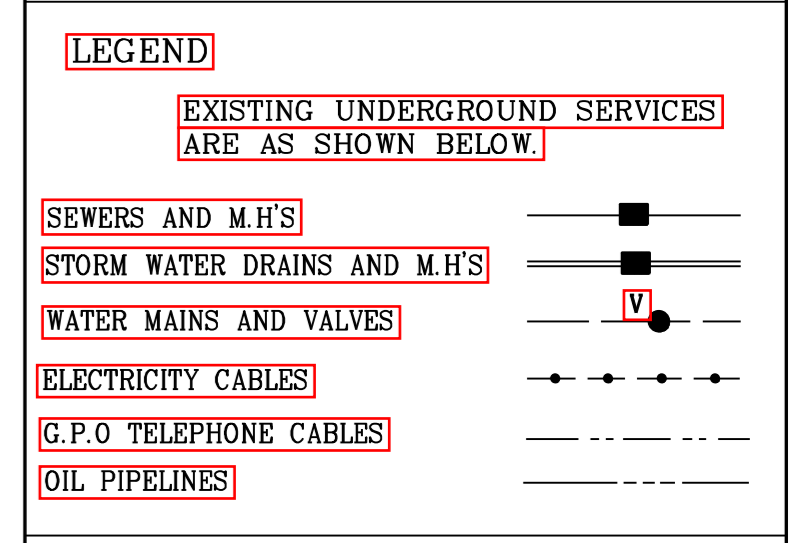 LEGEND
EXISTING UNDERGROUND SERVICES
ARE AS SHOWN BELOW.
SEWERS AND M.H'S
STORM WATER DRAINS AND M.H'S
V
WATER MAINS AND VALVES
ELECTRICITY CABLES
G.P.O TELEPHONE CABLES
OIL PIPELINES